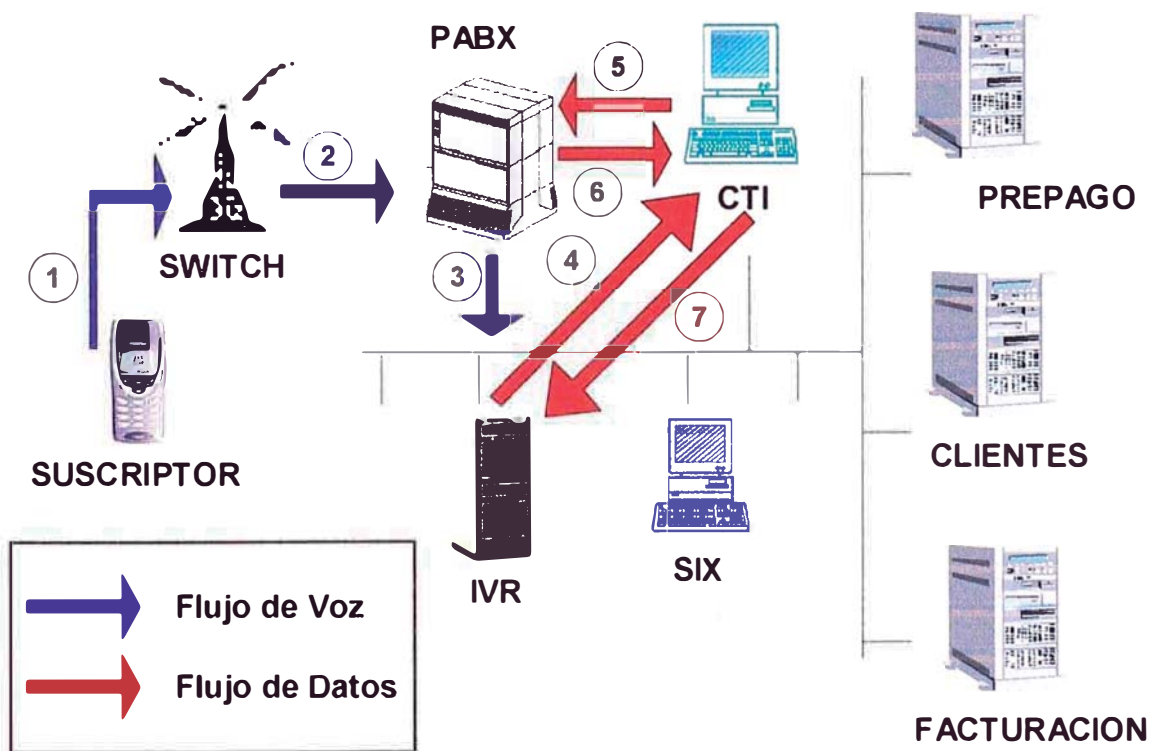 PABX
5
2
6
CTI
PREPAGO
SWITCH
1
3
4
7
SUSCRIPTOR
CLIENTES
IVR
SIX
Flujo de Voz
Flujo de Datos
FACTURACION